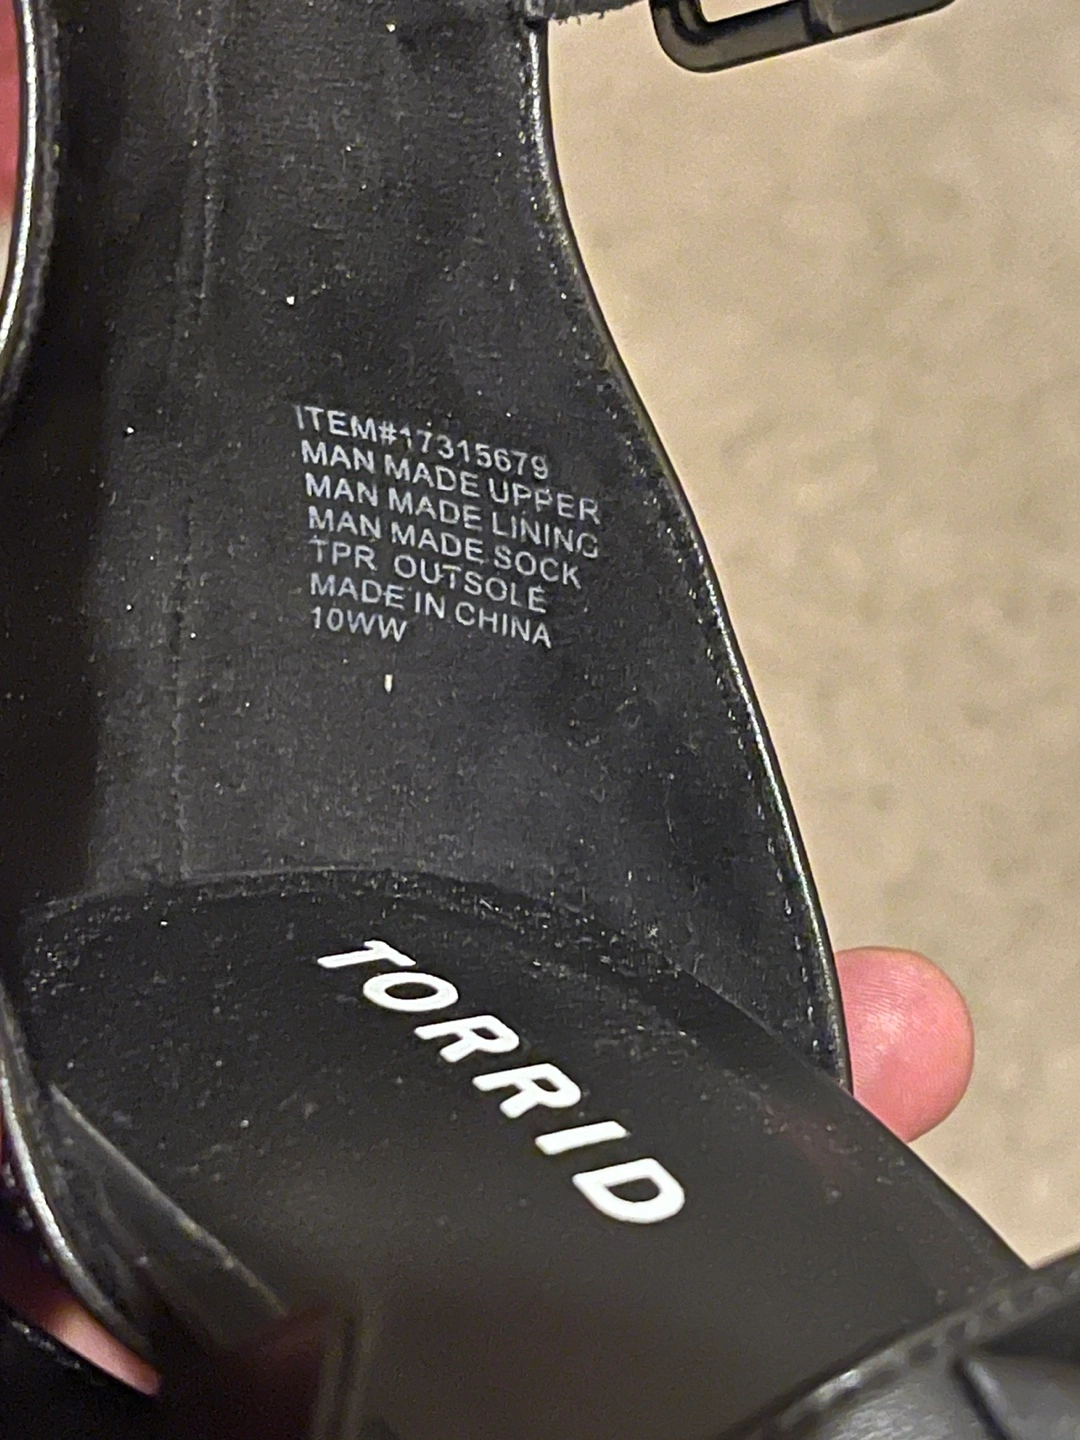 ITEM#17315679
MAN MADE UPPER
MAN MADE LINING
MAN MADE SOCK
TPR OUTSOLE
MADE IN CHINA
10WW
TORRID